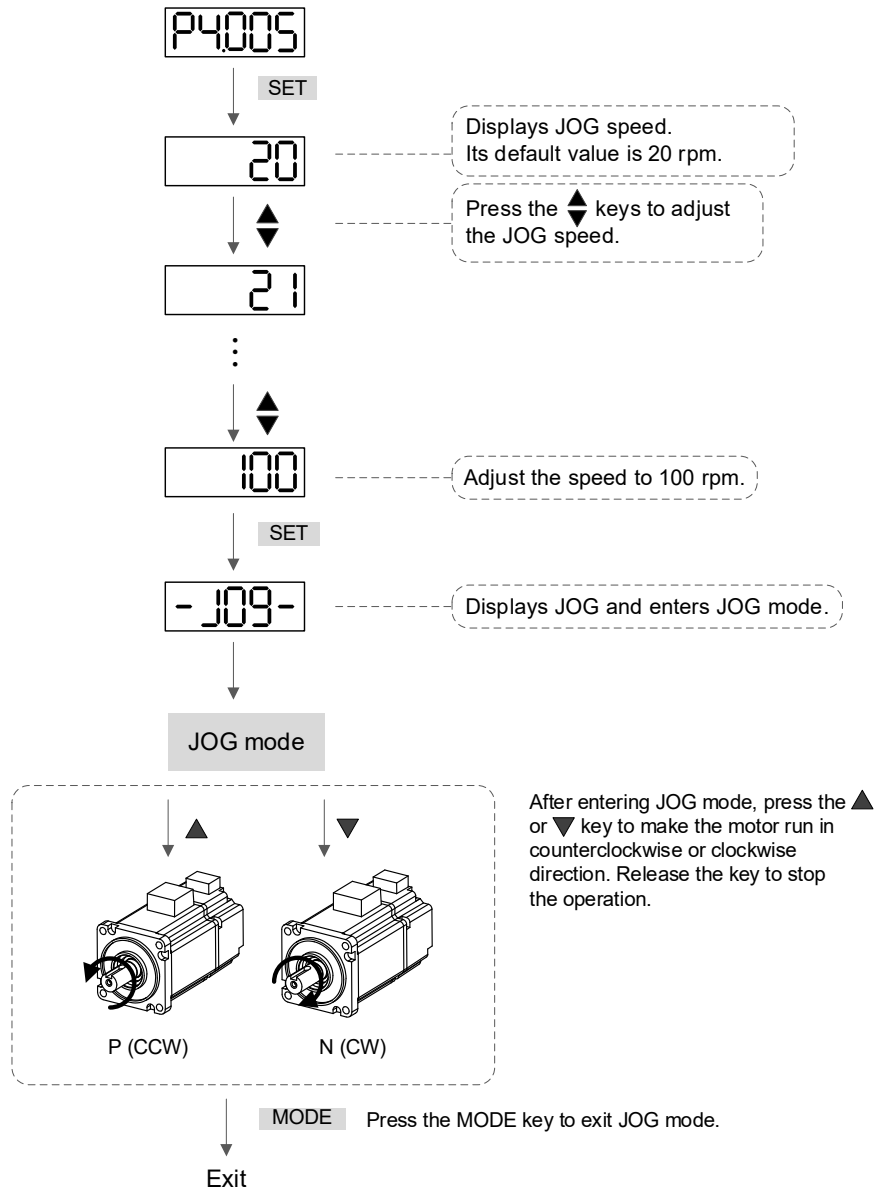 P4.005
SET
20
Displays JOG speed.
Its default value is 20 rpm.
Press the ▲▼ keys to adjust
the JOG speed.
21
100
Adjust the speed to 100 rpm.
SET
-JOG-
Displays JOG and enters JOG mode.
JOG mode
After entering JOG mode, press the ▲
or ▼ key to make the motor run in
counterclockwise or clockwise
direction. Release the key to stop
the operation.
P (CCW)
N (CW)
MODE
Press the MODE key to exit JOG mode.
Exit